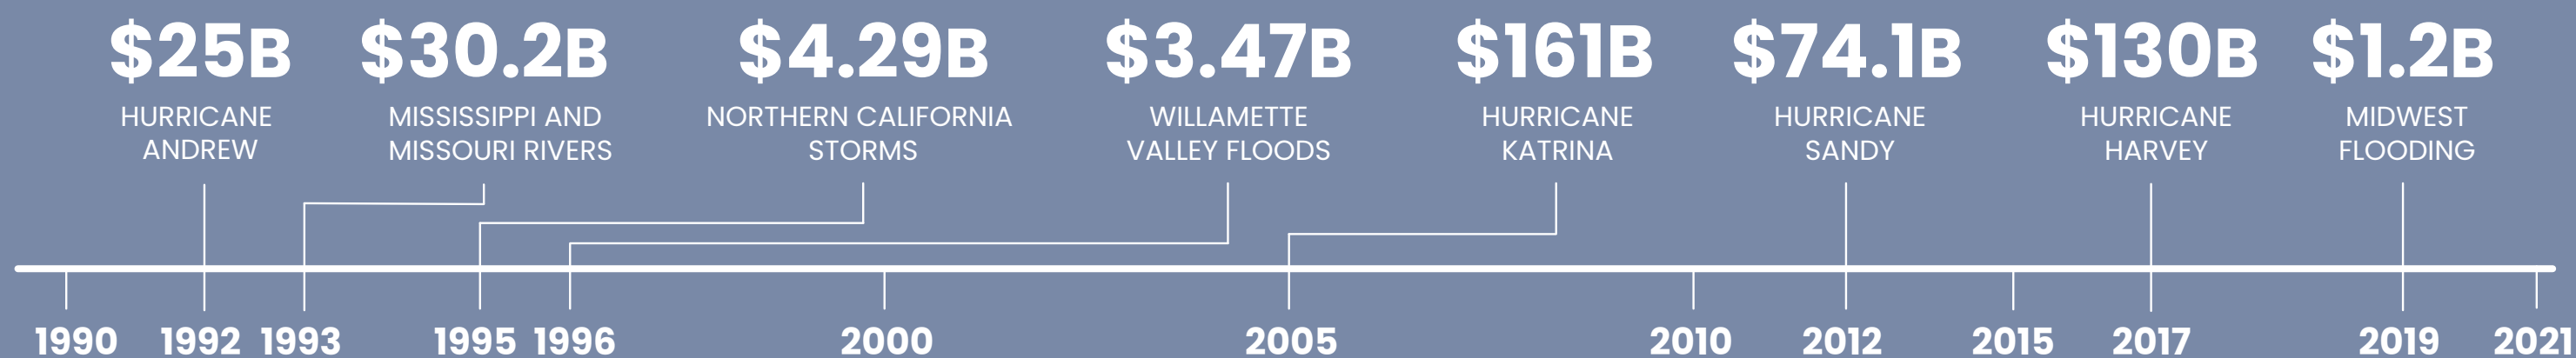 $25B
HURRICANE
ANDREW
$30.2B
MISSISSIPPI AND
MISSOURI RIVERS
$4.29B
NORTHERN CALIFORNIA
STORMS
$3.47B
WILLAMETTE
VALLEY FLOODS
$161B
HURRICANE
KATRINA
$74.1B
HURRICANE
SANDY
$130B
HURRICANE
HARVEY
$1.2B
MIDWEST
FLOODING
1990 1992 1993 1995 1996 2000 2005 2010 2012 2015 2017 2019 2021